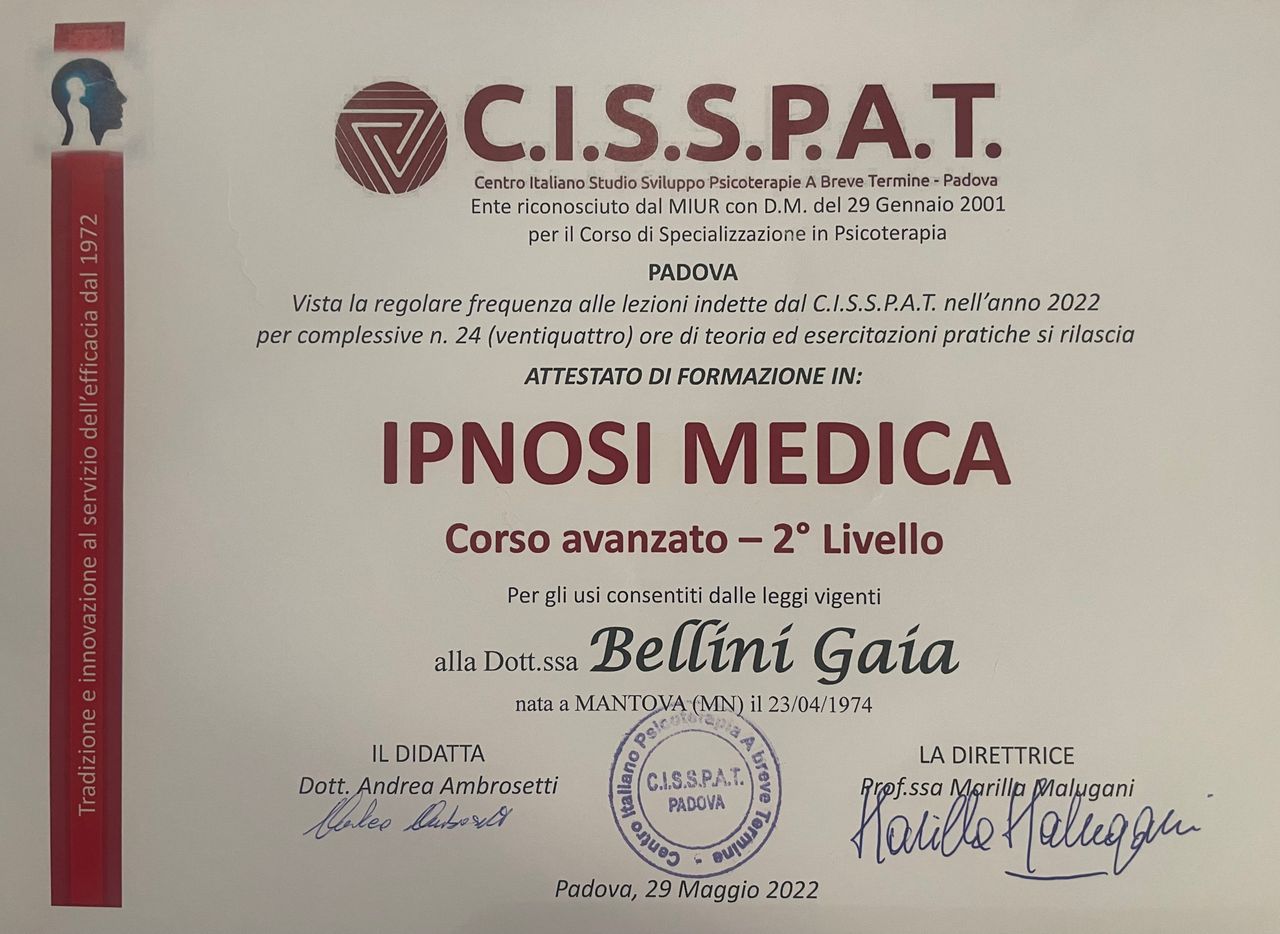 Tradizione e innovazione al servizio dell'efficacia dal 1972
C.I.S.S.P.A.T.
Centro Italiano Studio Sviluppo Psicoterapie A Breve Termine - Padova
Ente riconosciuto dal MIUR con D.M. del 29 Gennaio 2001
per il Corso di Specializzazione in Psicoterapia
PADOVA
Vista la regolare frequenza alle lezioni indette dal C.I.S.S.P.A.T. nell'anno 2022
per complessive n. 24 (ventiquattro) ore di teoria ed esercitazioni pratiche si rilascia
ATTESTATO DI FORMAZIONE IN:
IPNOSI MEDICA
Corso avanzato – 2° Livello
Per gli usi consentiti dalle leggi vigenti
alla Dott.ssa Bellini Gaia
nata a MANTOVA (MN) il 23/04/1974
IL DIDATTA
Dott. Andrea Ambrosetti
LA DIRETTRICE
Prof.ssa Marilla Malugani
Marilla Malugani
Centro Italiano Psicoterapia A breve Termine
C.I.S.S.P.A.T.
PADOVA
Padova, 29 Maggio 2022